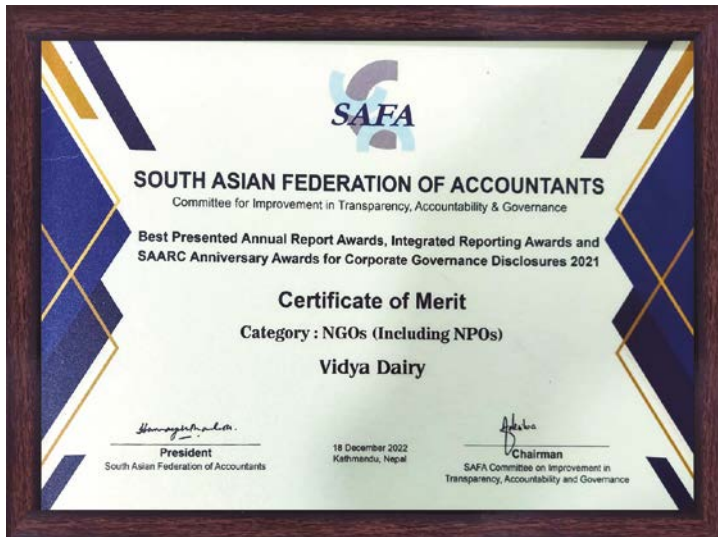 SAFA
SOUTH ASIAN FEDERATION OF ACCOUNTANTS
Committee for Improvement in Transparency, Accountability & Governance
Best Presented Annual Report Awards, Integrated Reporting Awards and
SAARC Anniversary Awards for Corporate Governance Disclosures 2021
Certificate of Merit
Category : NGOs (Including NPOs)
Vidya Dairy
President
South Asian Federation of Accountants
18 December 2022
Kathmandu, Nepal
Chairman
SAFA Committee on Improvement in
Transparency, Accountability and Governance